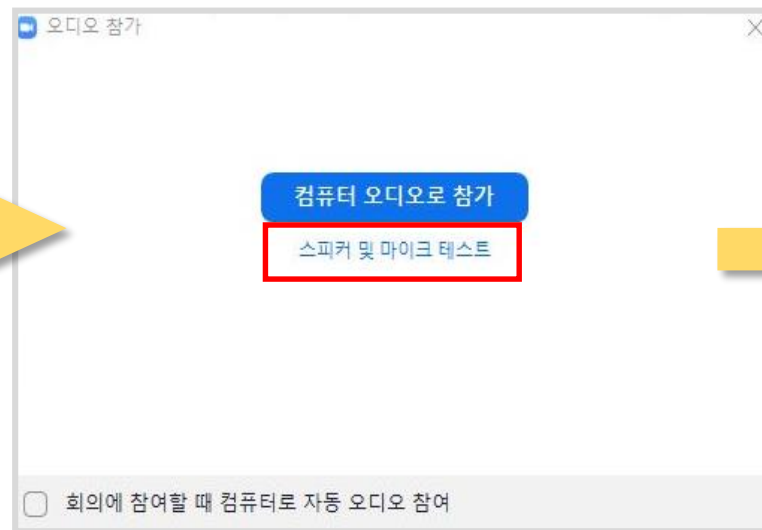 오디오 참가
컴퓨터 오디오로 참가
스피커 및 마이크 테스트
회의에 참여할 때 컴퓨터로 자동 오디오 참여